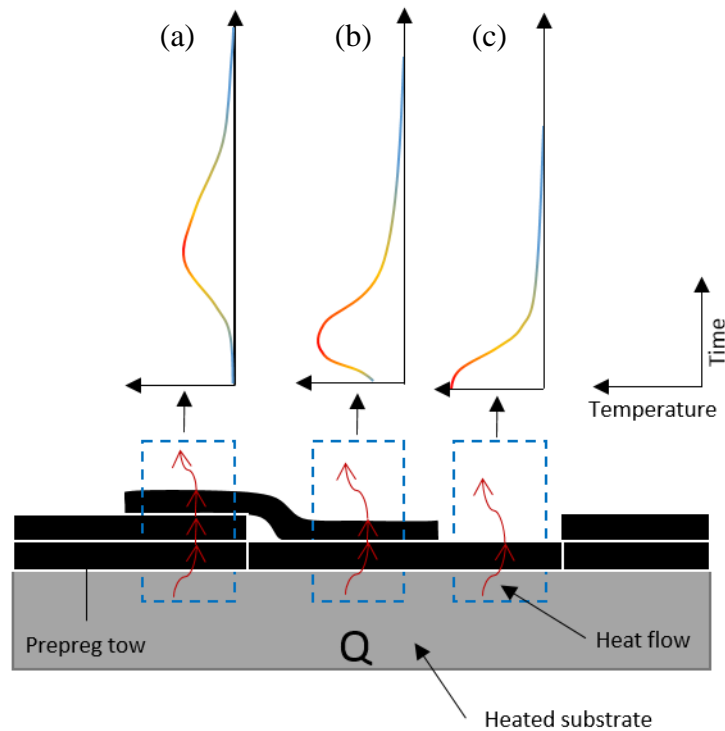 (a)
(b)
(c)
Time
Temperature
Prepreg tow
Q
Heat flow
Heated substrate